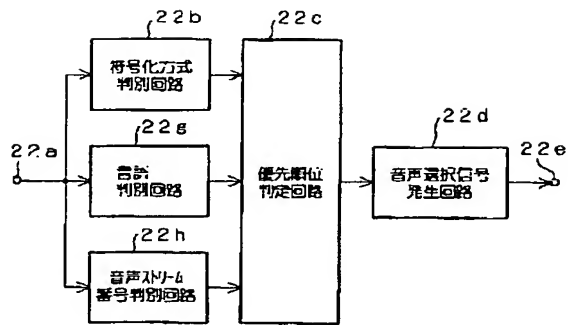 22b
符号化方式
判別回路
22g
言語
判別回路
22h
音声ストリーム
番号判別回路
22a
22c
優先順位
判定回路
22d
音声選択信号
発生回路
22e